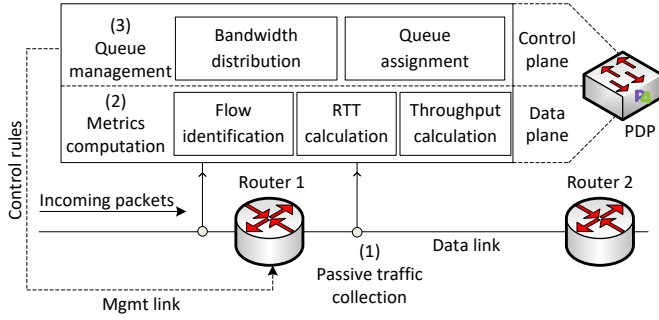 (3)
Queue
management
Bandwidth
distribution
Queue
assignment
Control
plane
(2)
Metrics
computation
Flow
identification
RTT
calculation
Throughput
calculation
Data
plane
P4
PDP
Control rules
Incoming packets
Router 1
Router 2
(1)
Passive traffic
collection
Data link
Mgmt link